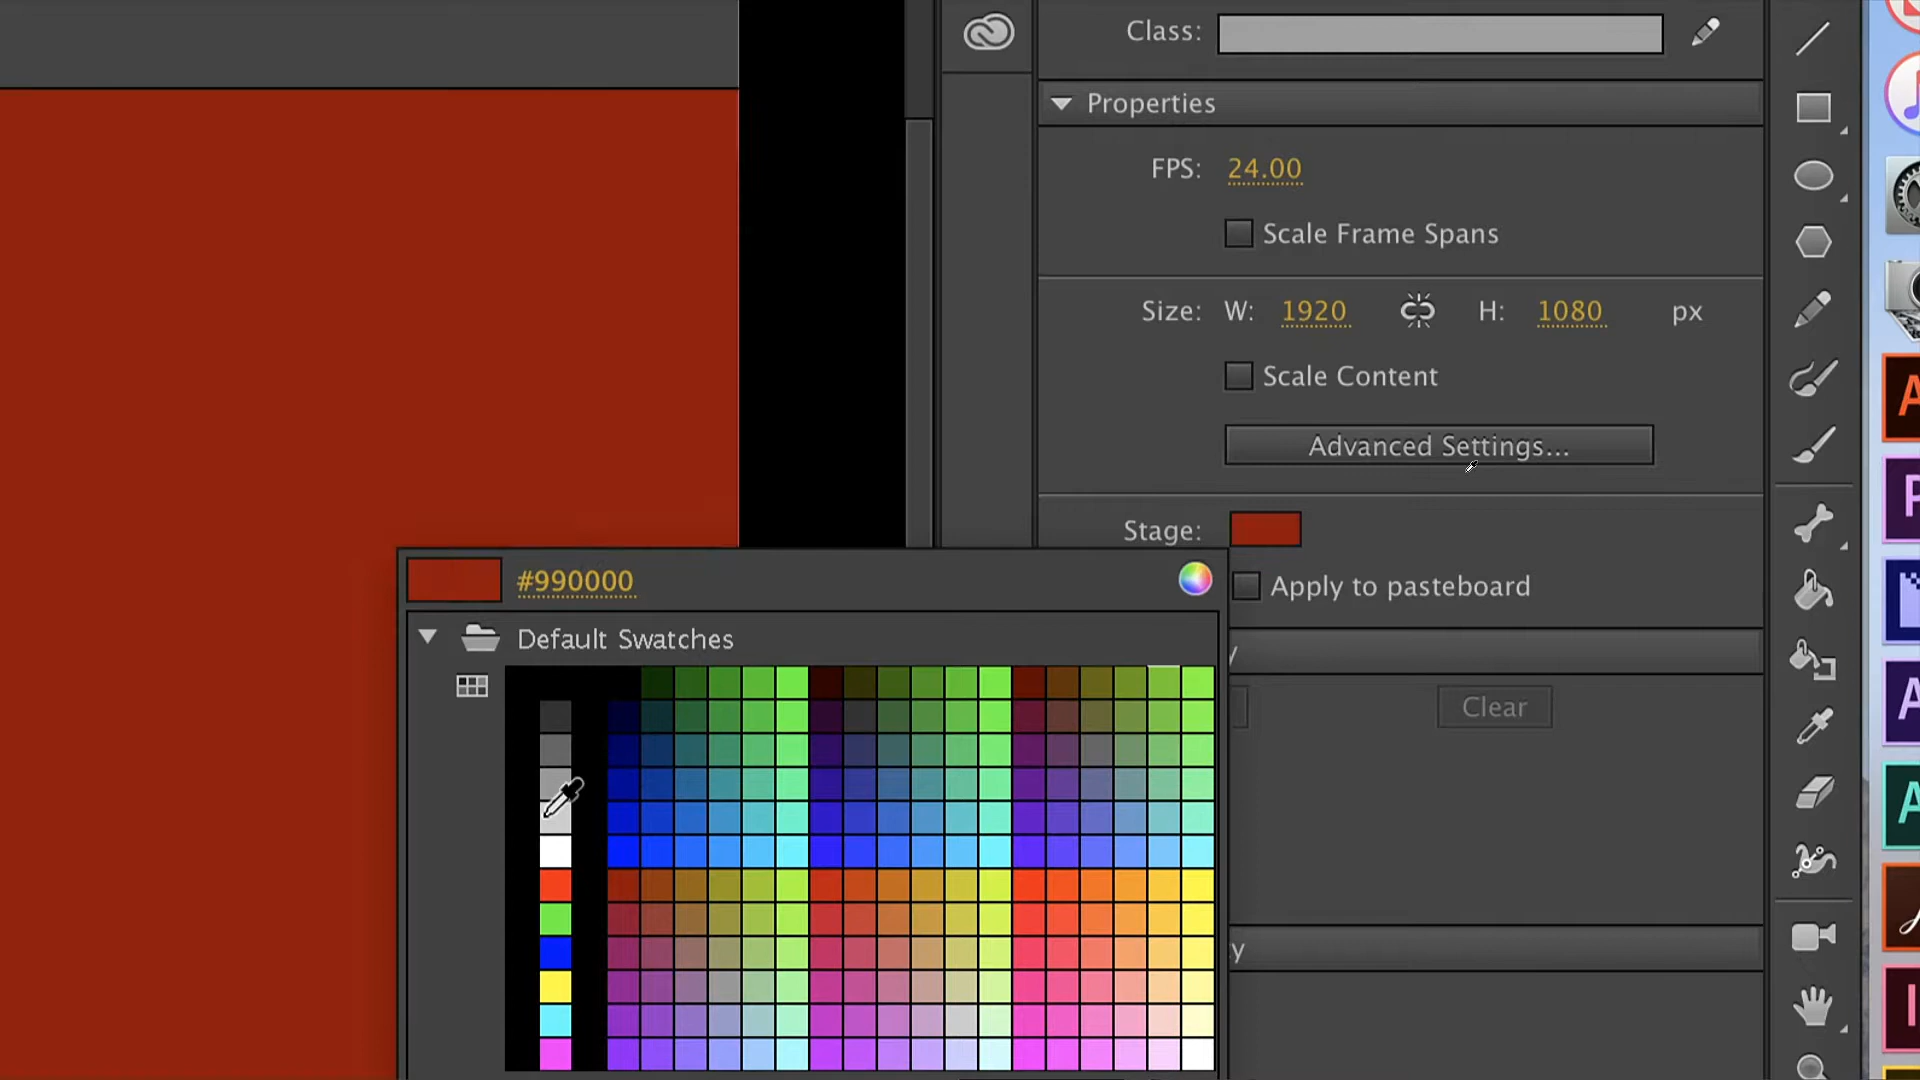 Class:
Properties
FPS: 24.00
Scale Frame Spans
Size: W: 1920 H: 1080 px
Scale Content
Advanced Settings...
Stage:
#990000
Apply to pasteboard
Default Swatches
y
Clear
y